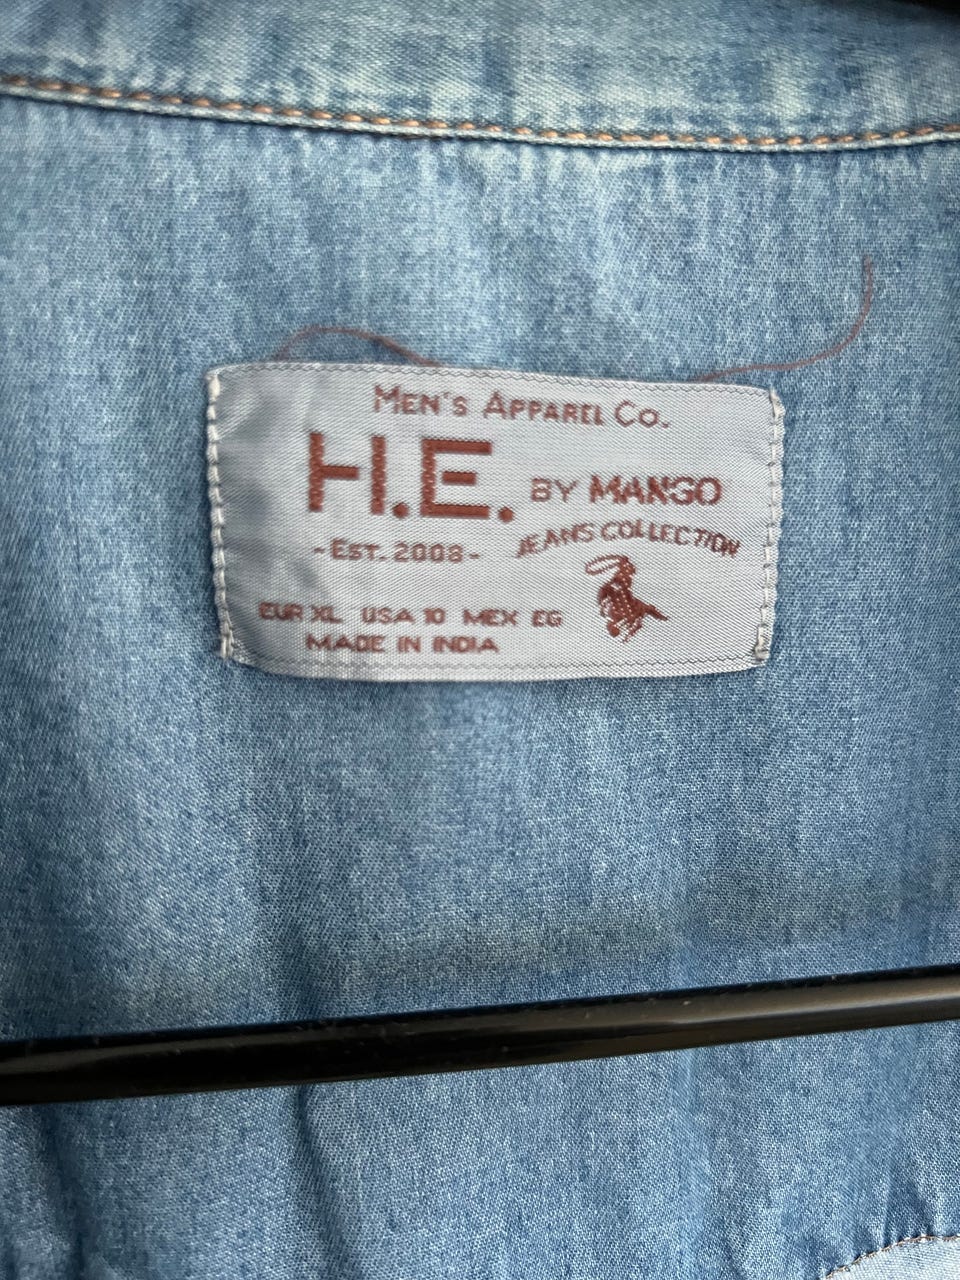 MEN'S APPAREL CO.
H.E. BY MANGO
~EST. 2008~
JEANS COLLECTION
EUR XL USA 10 MEX EG
MADE IN INDIA